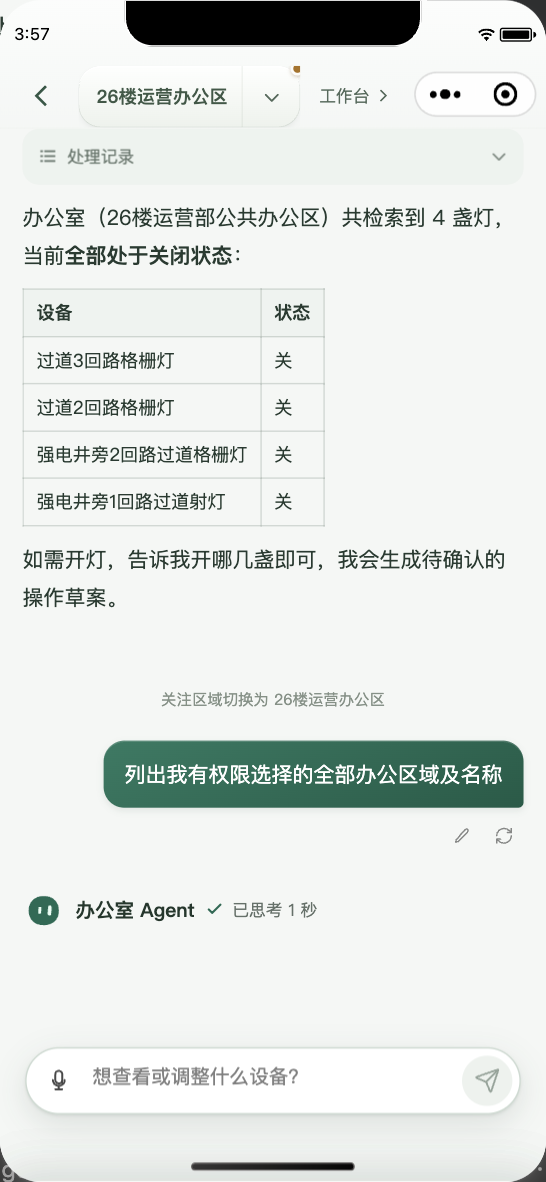 3:57
26楼运营办公区
工作台
处理记录
办公室（26楼运营部公共办公区）共检索到 4 盏灯，
当前全部处于关闭状态：
设备 状态
过道3回路格栅灯 关
过道2回路格栅灯 关
强电井旁2回路过道格栅灯 关
强电井旁1回路过道射灯 关
如需开灯，告诉我开哪几盏即可，我会生成待确认的
操作草案。
关注区域切换为 26楼运营办公区
列出我有权限选择的全部办公区域及名称
办公室 Agent 已思考 1 秒
想查看或调整什么设备？